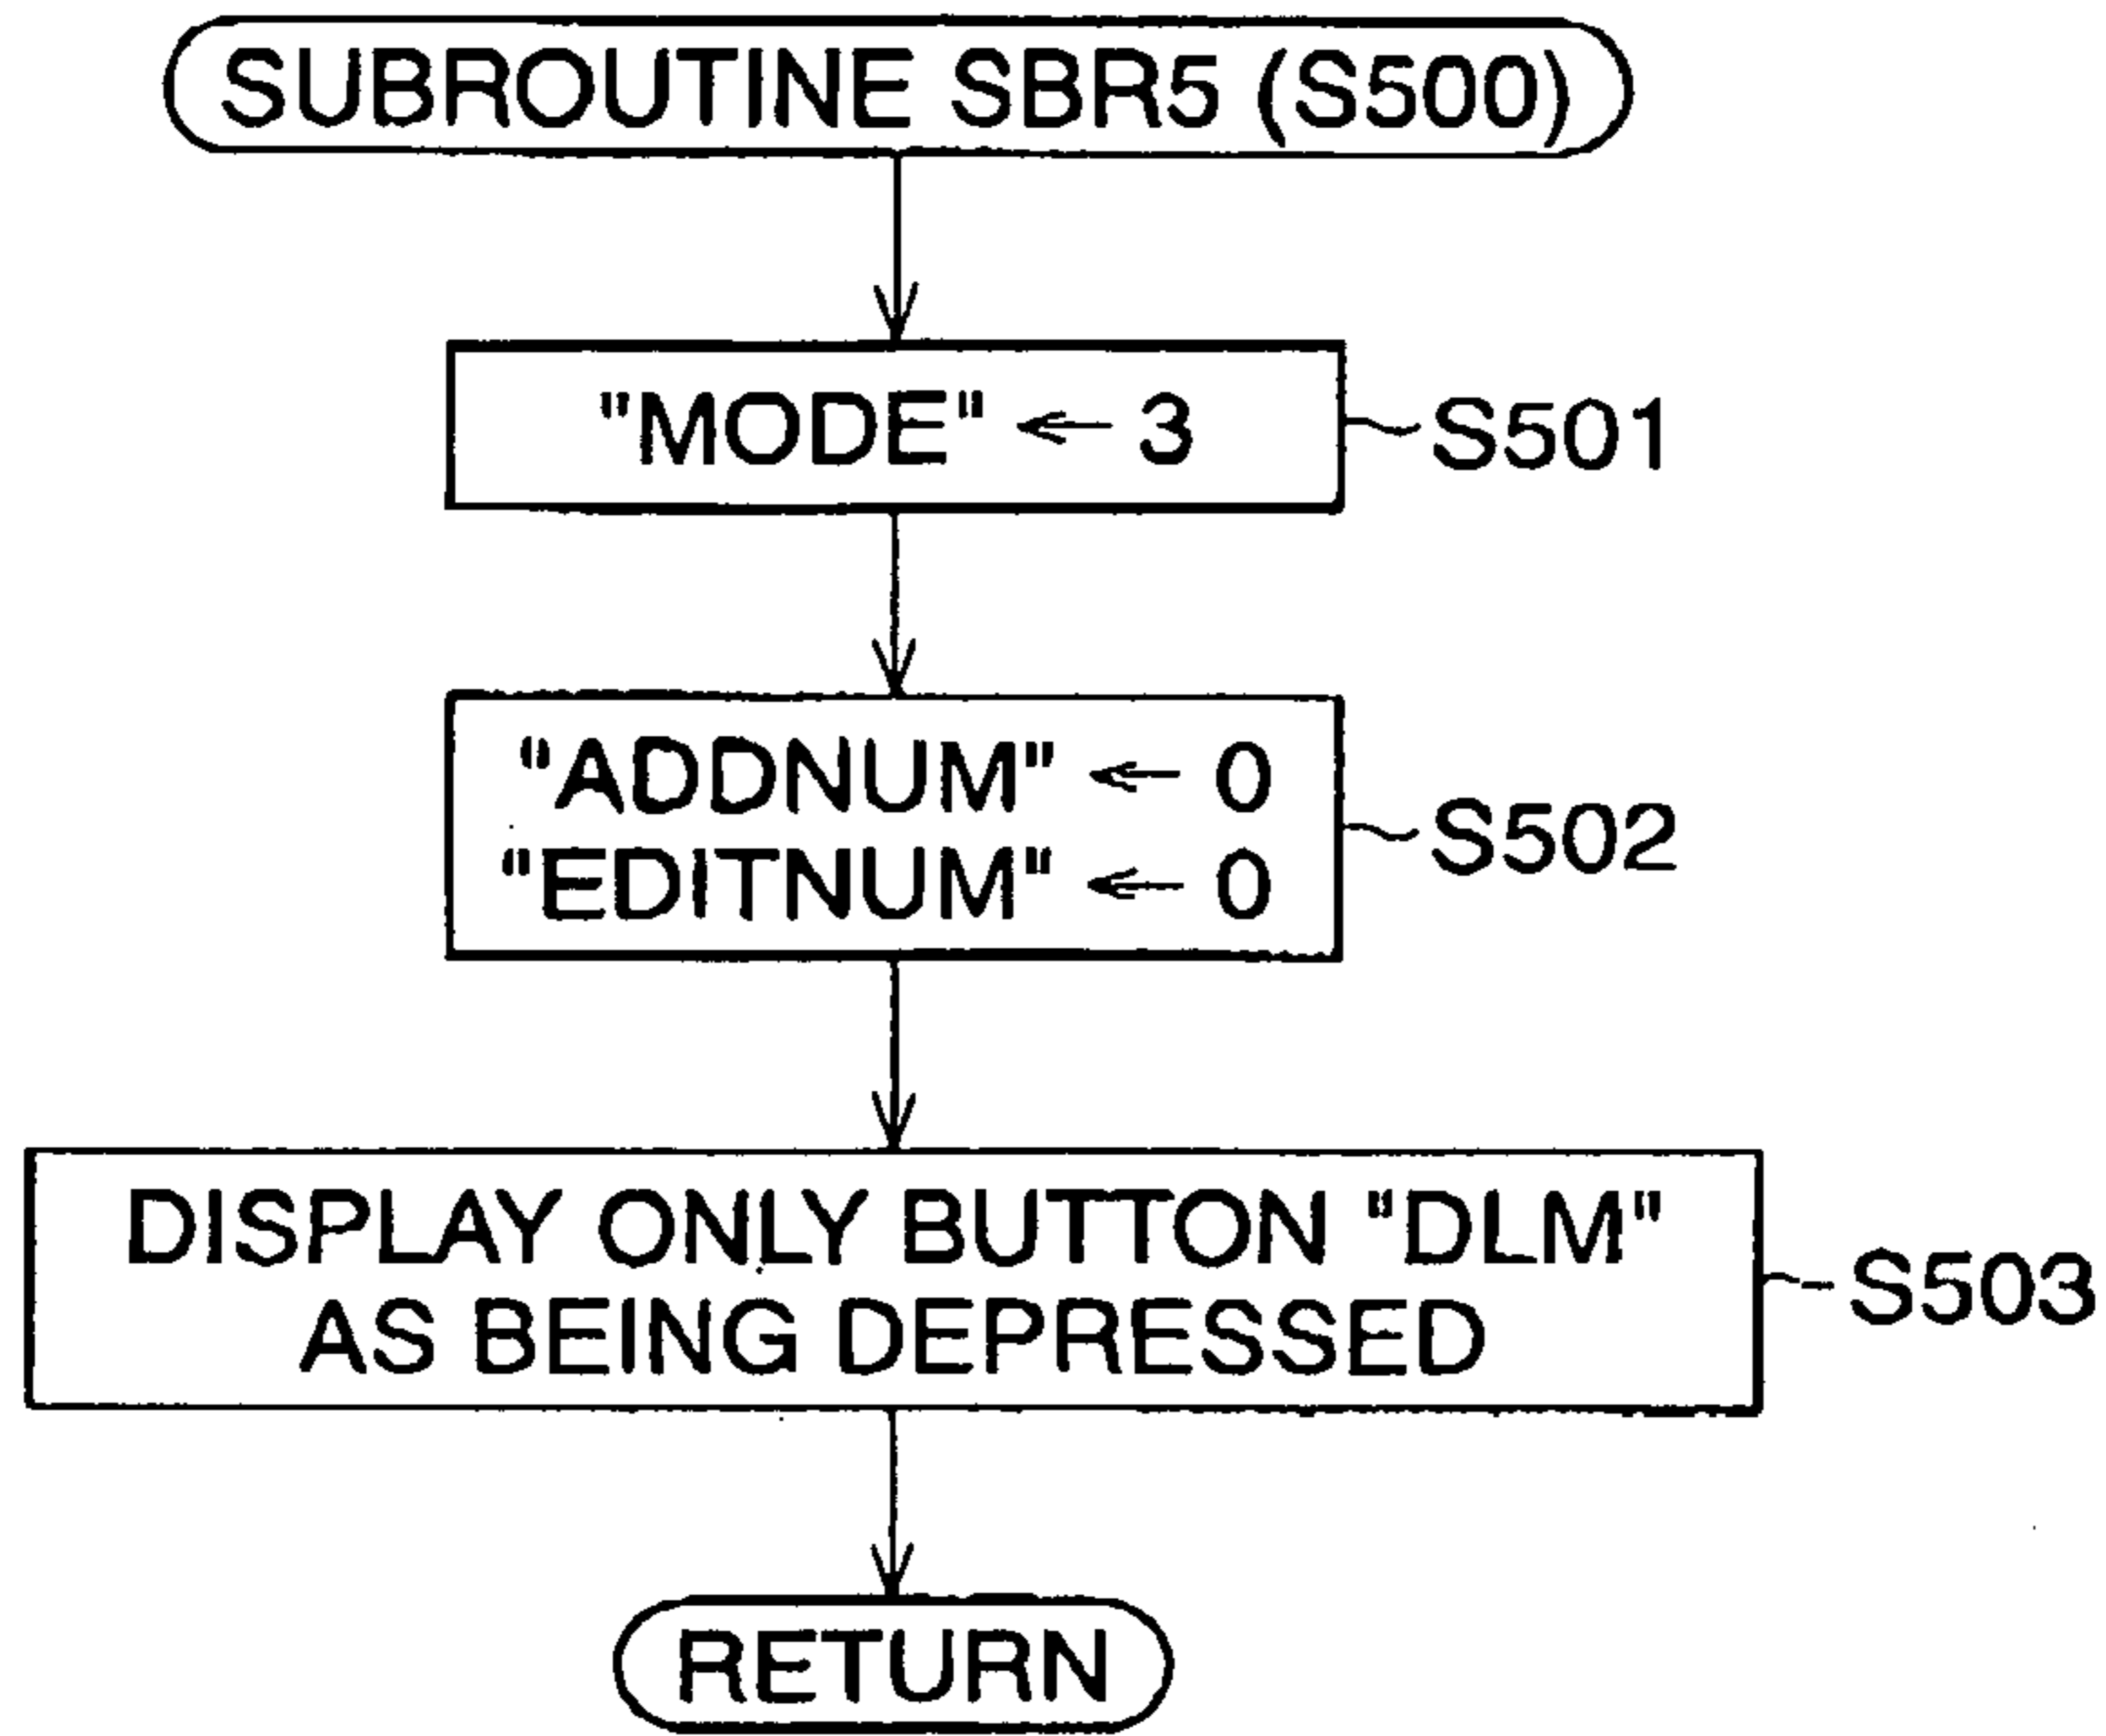 SUBROUTINE SBR5 (S500)
"MODE" ← 3
S501
"ADDNUM" ← 0
"EDITNUM" ← 0
S502
DISPLAY ONLY BUTTON "DLM"
AS BEING DEPRESSED
S503
RETURN